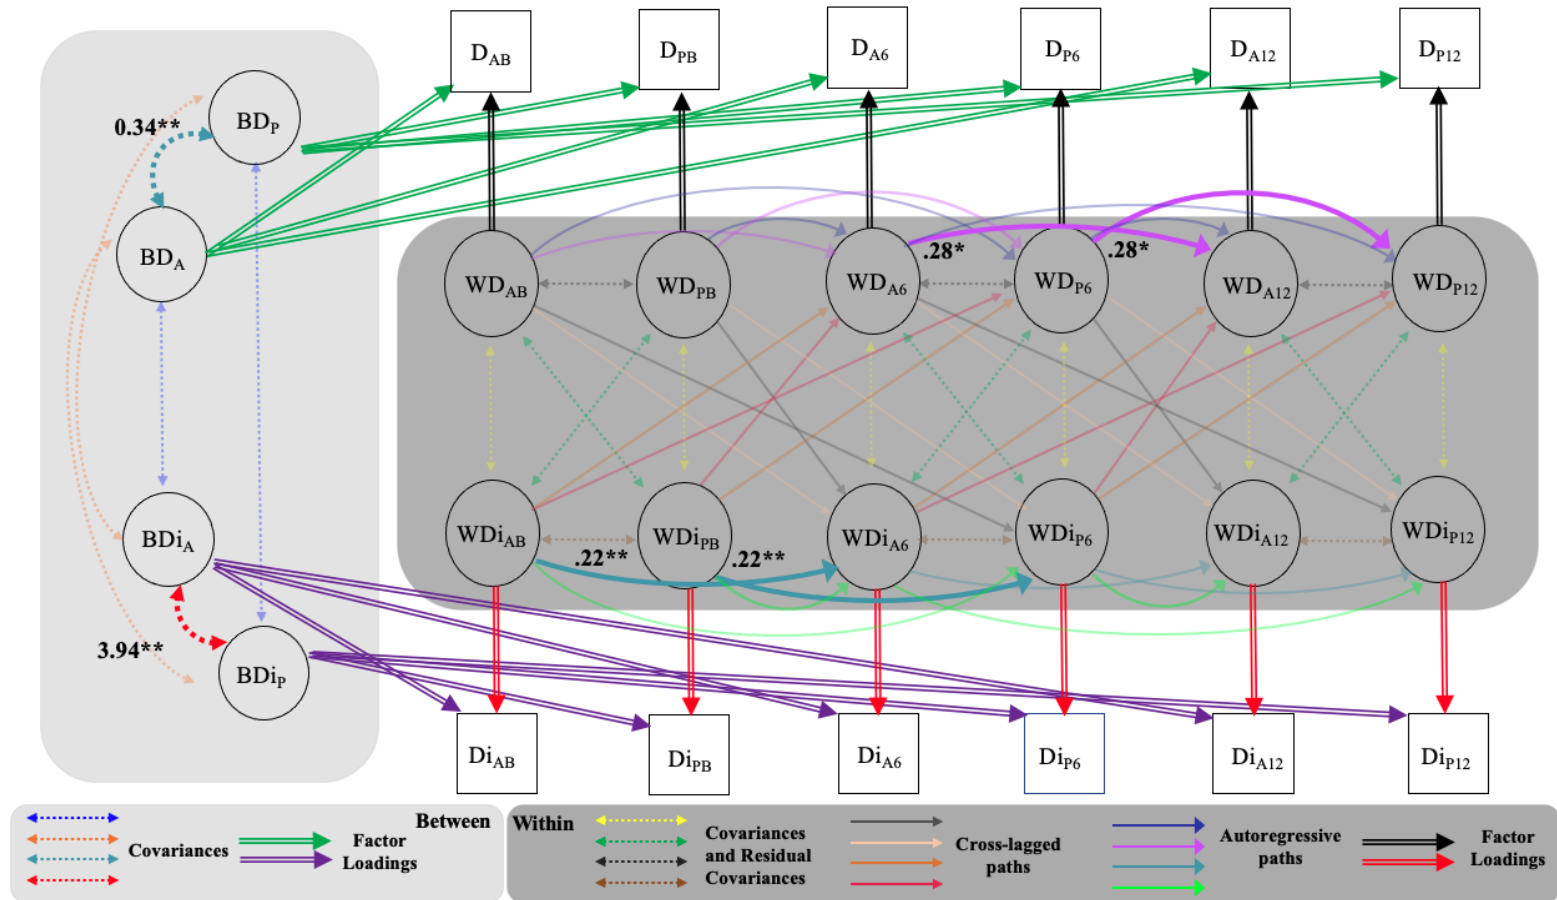 D_AB D_PB D_A6 D_P6 D_A12 D_P12
BD_P
0.34**
BD_A
WD_AB WD_PB WD_A6 .28* WD_P6 .28* WD_A12 WD_P12
BDi_A
WDi_AB .22** WDi_PB .22** WDi_A6 WDi_P6 WDi_A12 WDi_P12
3.94**
BDi_P
Di_AB Di_PB Di_A6 Di_P6 Di_A12 Di_P12
Between
Covariances
Factor
Loadings
Within
Covariances
and Residual
Covariances
Cross-lagged
paths
Autoregressive
paths
Factor
Loadings